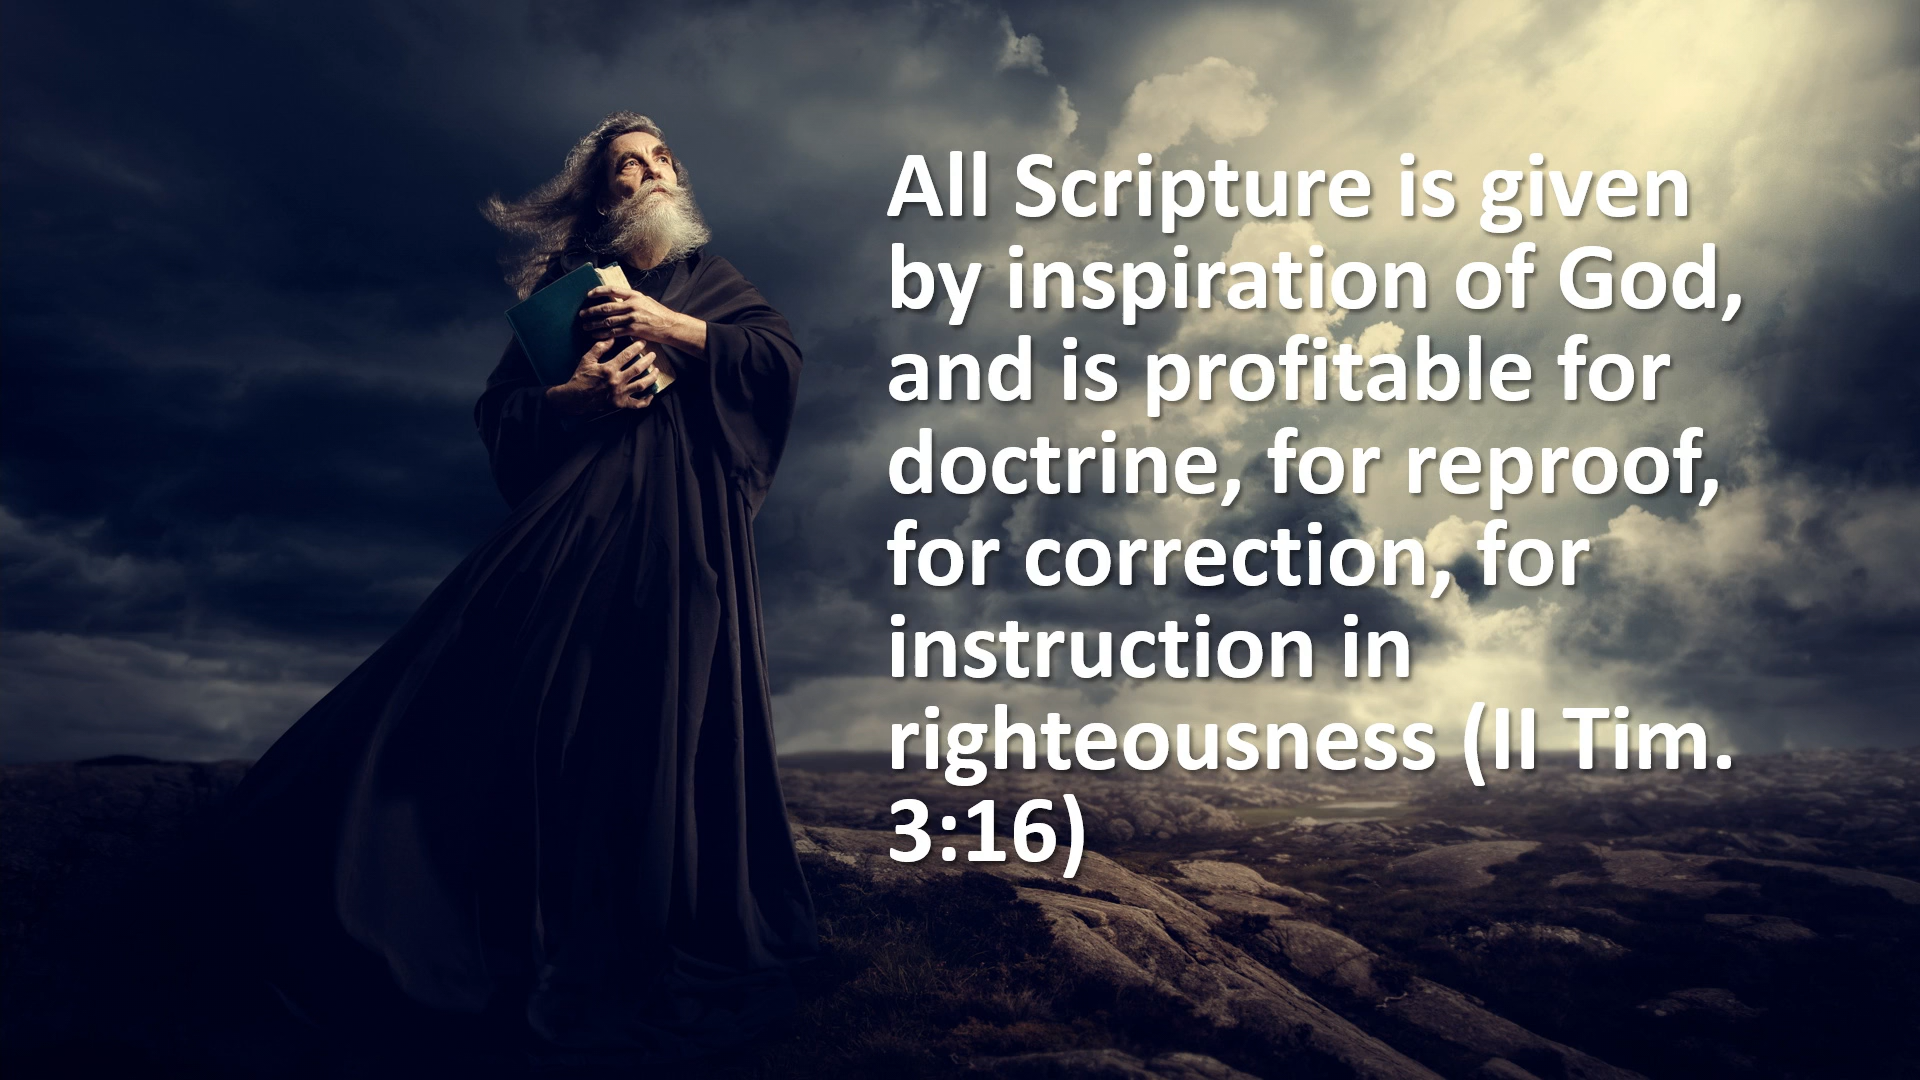 All Scripture is given
by inspiration of God,
and is profitable for
doctrine, for reproof,
for correction, for
instruction in
righteousness (II Tim.
3:16)